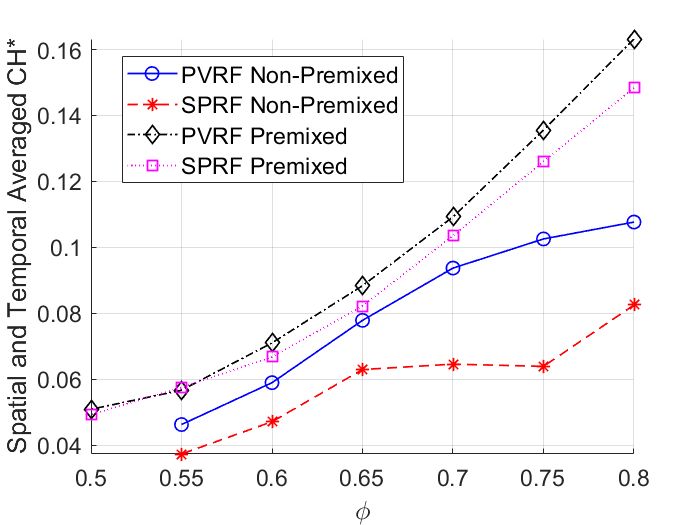 Spatial and Temporal Averaged CH*
0.16
0.14
0.12
0.1
0.08
0.06
0.04
PVRF Non-Premixed
SPRF Non-Premixed
PVRF Premixed
SPRF Premixed
0.5 0.55 0.6 0.65 0.7 0.75 0.8
ϕ